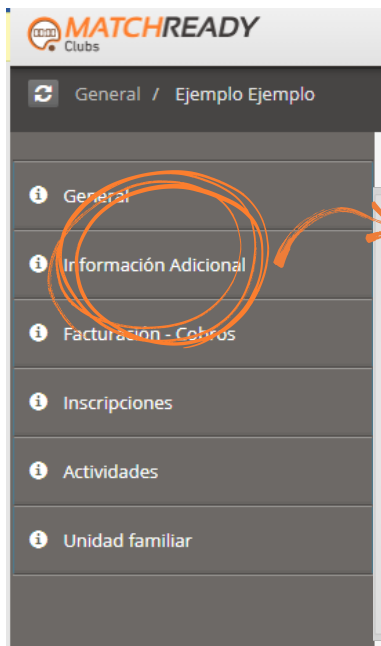 MATCHREADY
Clubs
General / Ejemplo Ejemplo
General
Información Adicional
Facturación - Cobros
Inscripciones
Actividades
Unidad familiar